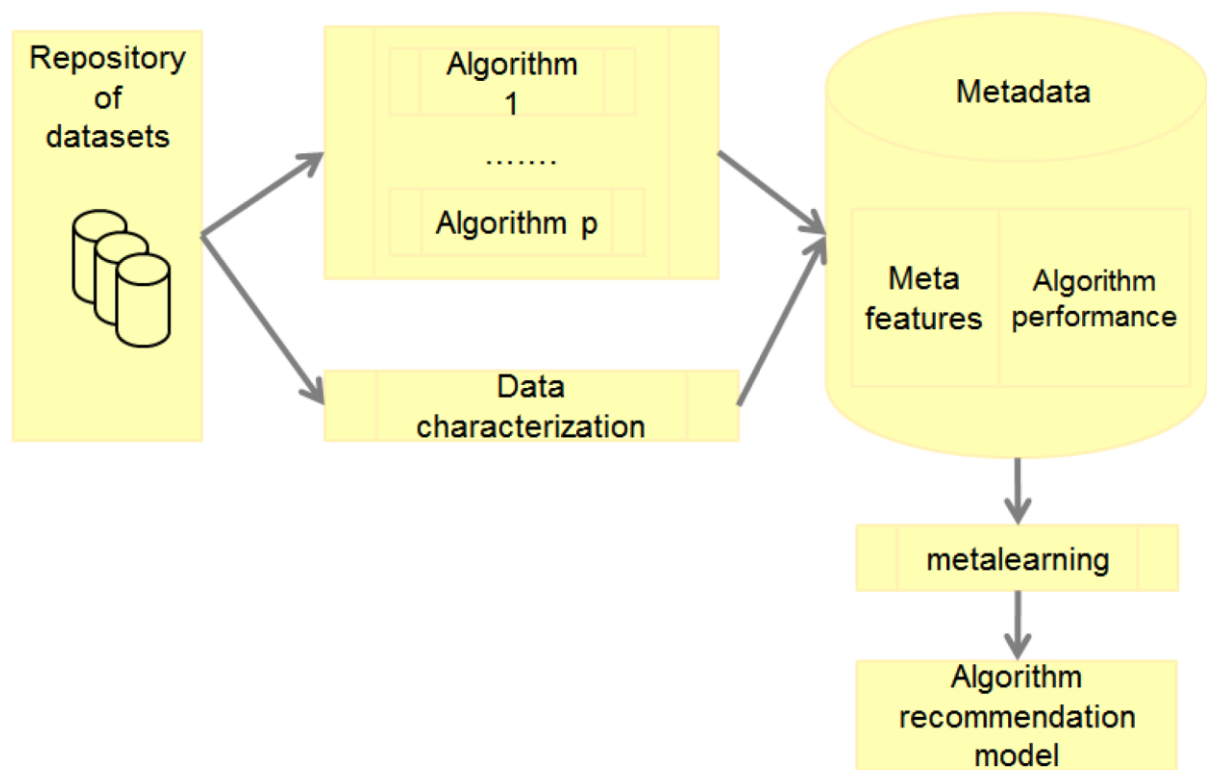 Repository
of
datasets
Algorithm
1
.......
Algorithm p
Data
characterization
Metadata
Meta
features
Algorithm
performance
metalearning
Algorithm
recommendation
model